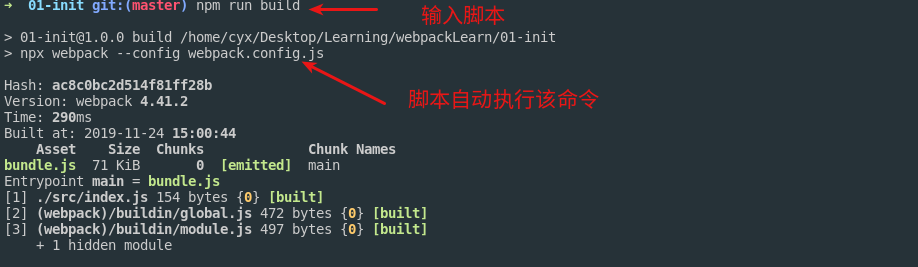 ➜  01-init git:(master) npm run build
输入脚本
> 01-init@1.0.0 build /home/cyx/Desktop/Learning/webpackLearn/01-init
> npx webpack --config webpack.config.js
脚本自动执行该命令
Hash: ac8c0bc2d514f81ff28b
Version: webpack 4.41.2
Time: 290ms
Built at: 2019-11-24 15:00:44
    Asset    Size  Chunks             Chunk Names
bundle.js  71 KiB       0  [emitted]  main
Entrypoint main = bundle.js
[1] ./src/index.js 154 bytes {0} [built]
[2] (webpack)/buildin/global.js 472 bytes {0} [built]
[3] (webpack)/buildin/module.js 497 bytes {0} [built]
    + 1 hidden module